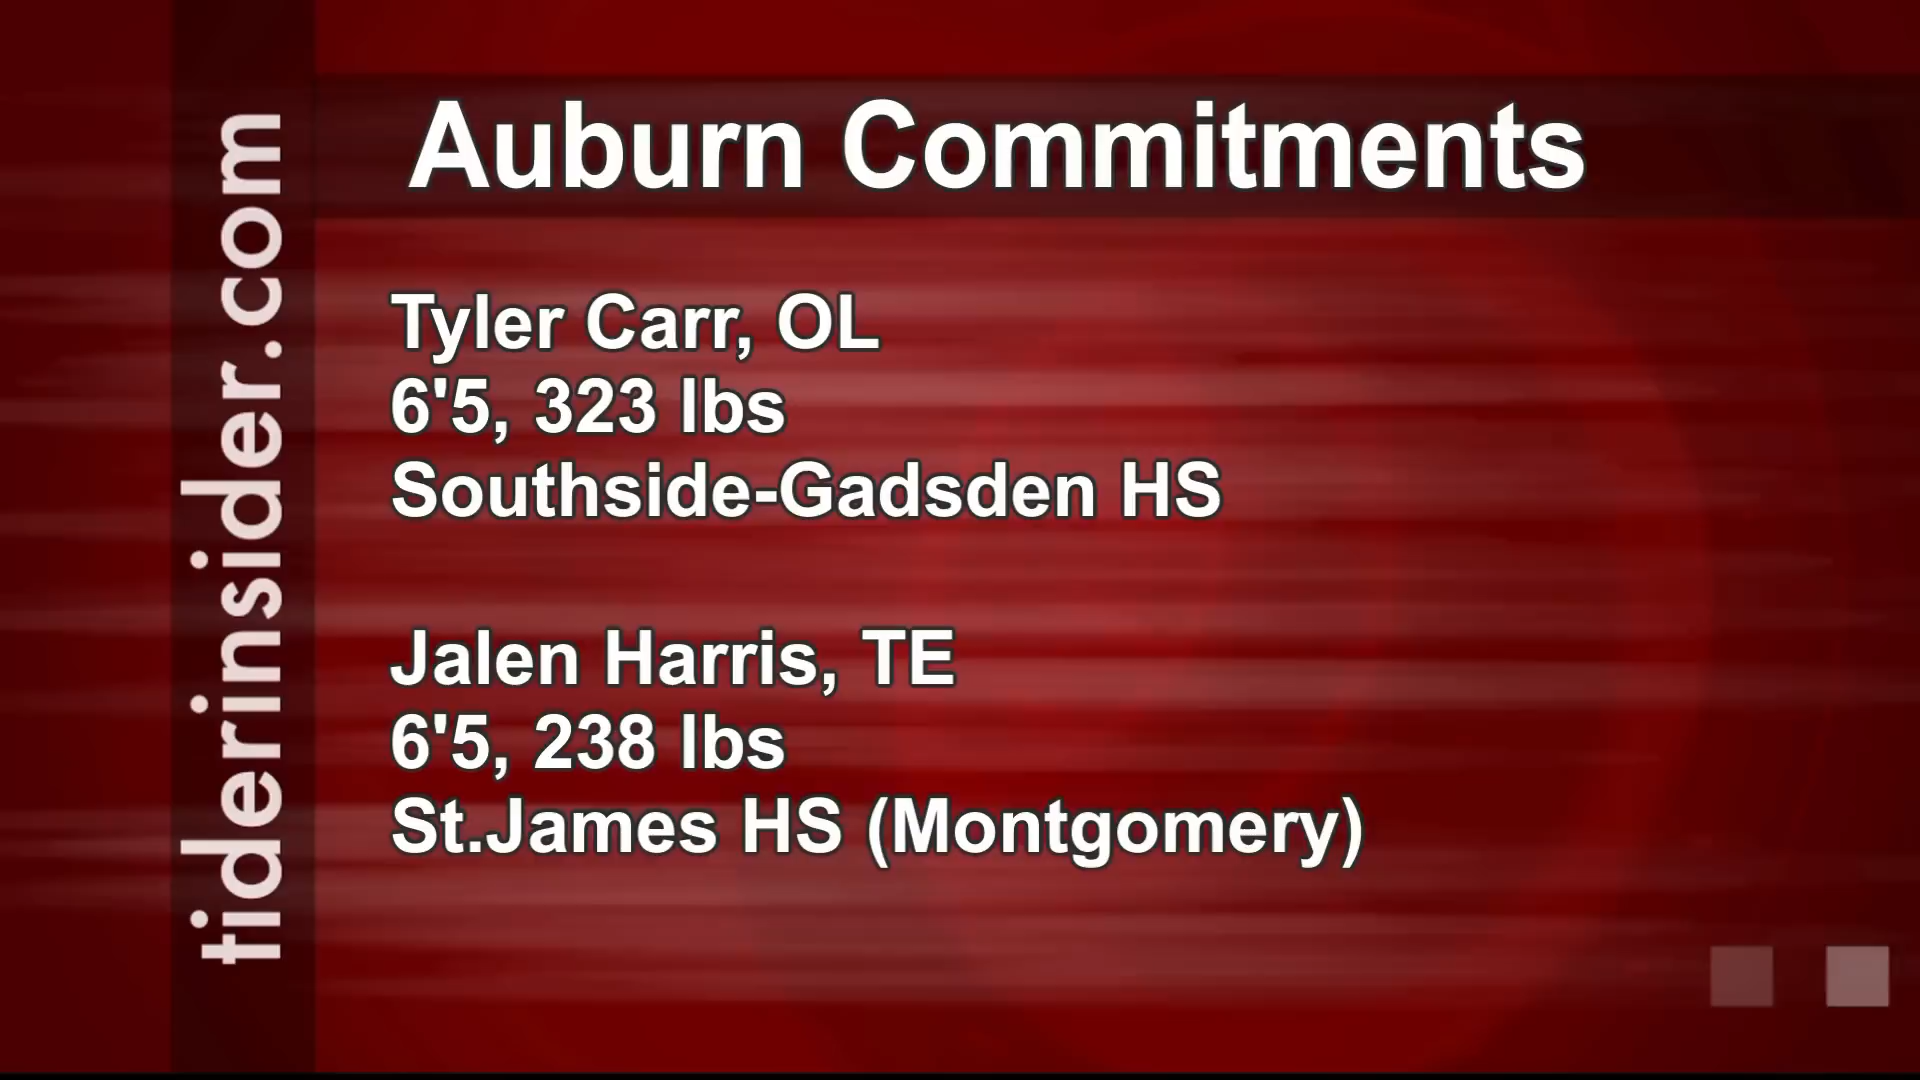 tiderinsider.com
Auburn Commitments
Tyler Carr, OL
6'5, 323 lbs
Southside-Gadsden HS
Jalen Harris, TE
6'5, 238 lbs
St.James HS (Montgomery)